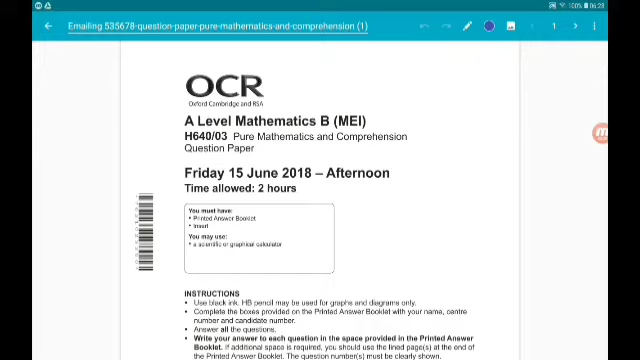 100% 06:28
Emailing 535678-question-paper-pure-mathematics-and-comprehension (1)
1
OCR
Oxford Cambridge and RSA
A Level Mathematics B (MEI)
H640/03 Pure Mathematics and Comprehension
Question Paper
Friday 15 June 2018 – Afternoon
Time allowed: 2 hours
You must have:
• Printed Answer Booklet
• Insert
You may use:
• a scientific or graphical calculator
INSTRUCTIONS
• Use black ink. HB pencil may be used for graphs and diagrams only.
• Complete the boxes provided on the Printed Answer Booklet with your name, centre
number and candidate number.
• Answer all the questions.
• Write your answer to each question in the space provided in the Printed Answer
Booklet. If additional space is required, you should use the lined page(s) at the end of
the Printed Answer Booklet. The question number(s) must be clearly shown.